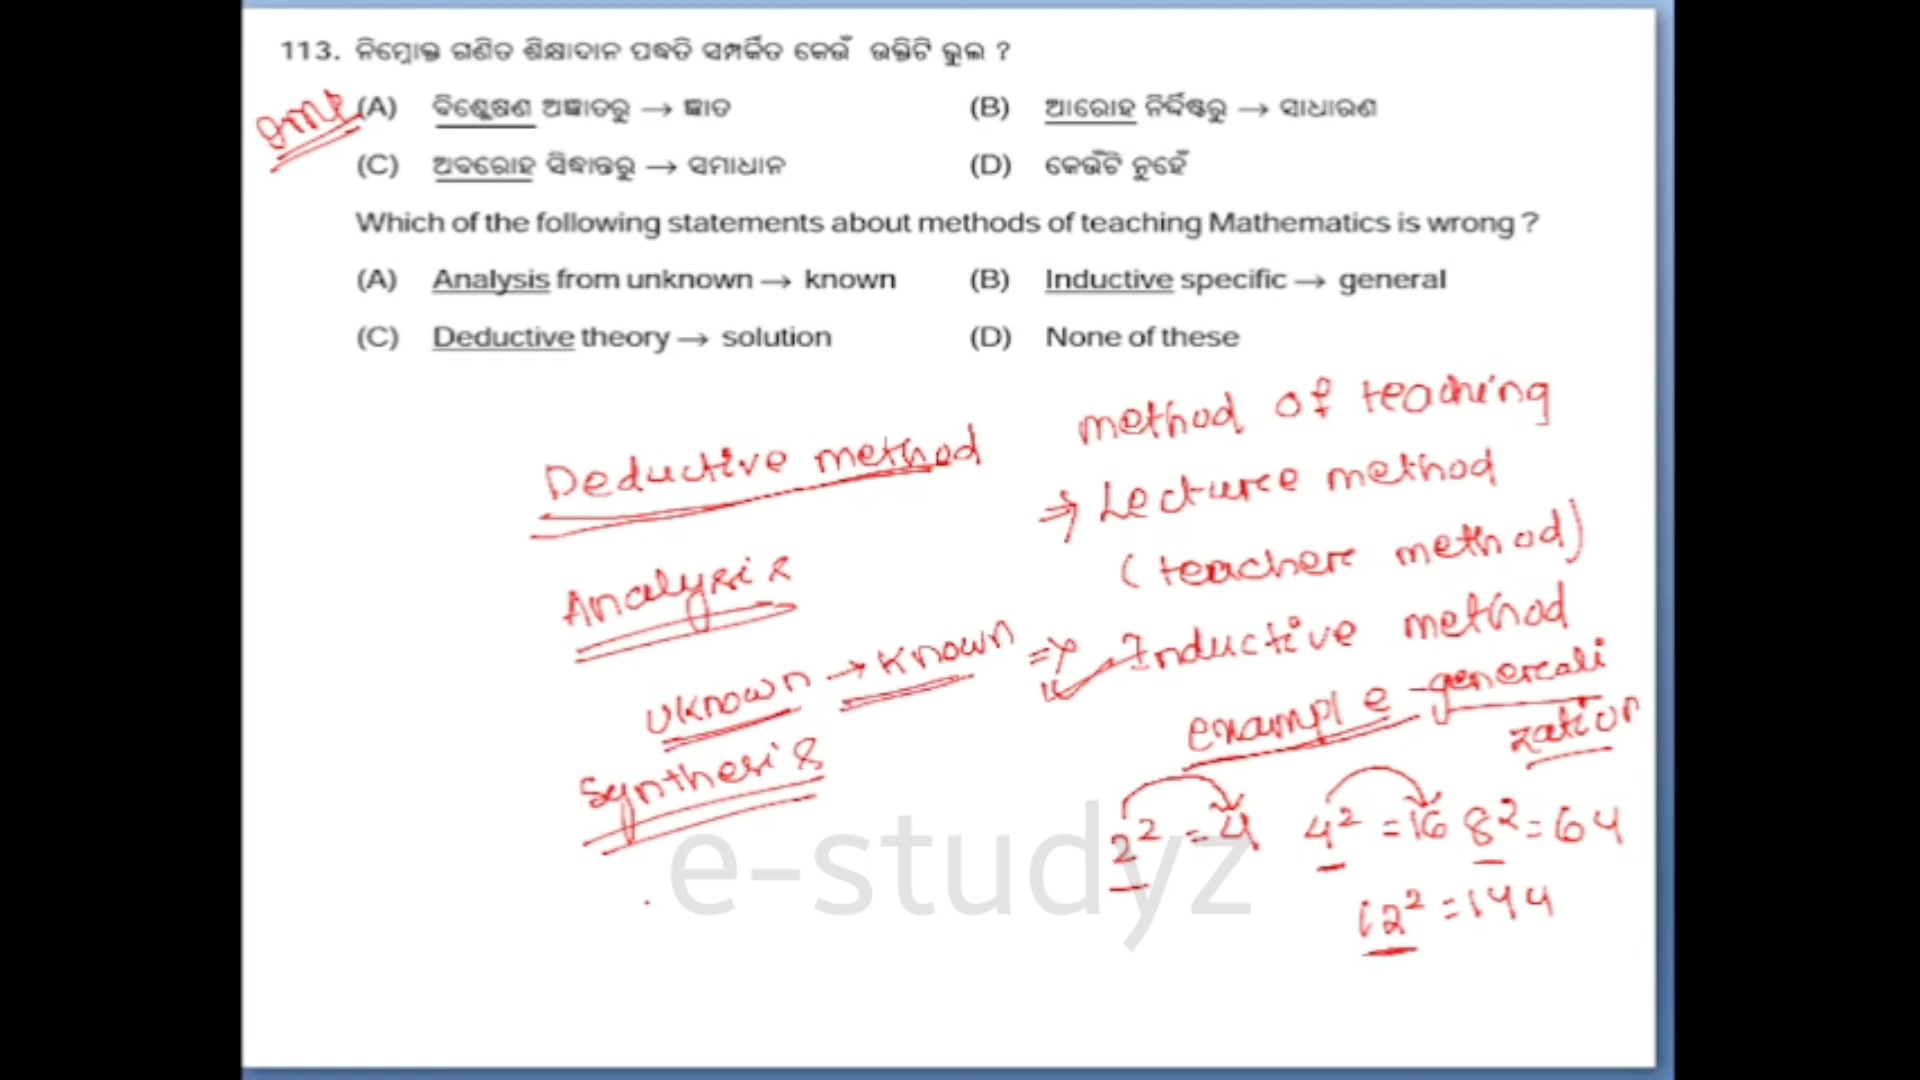 113. ନିମ୍ନୋକ୍ତ ଗଣିତ ଶିକ୍ଷାଦାନ ପଦ୍ଧତି ସମ୍ପର୍କିତ କେଉଁ ଉକ୍ତିଟି ଭୁଲ ?
Imp
(A) ବିଶ୍ଳେଷଣ ଅଜ୍ଞାତରୁ → ଜ୍ଞାତ (B) ଆରୋହ ନିର୍ଦ୍ଦିଷ୍ଟରୁ → ସାଧାରଣ
(C) ଅବରୋହ ସିଦ୍ଧାନ୍ତରୁ → ସମାଧାନ (D) କେଉଁଟି ନୁହେଁ
Which of the following statements about methods of teaching Mathematics is wrong ?
(A) Analysis from unknown → known (B) Inductive specific → general
(C) Deductive theory → solution (D) None of these
Deductive method
Analysis
Uknown → Known
Synthesis
method of teaching
⇒ Lecture method
(teacher method)
⇒ Inductive method
example - generali
zation
2² = 4 4² = 16 8² = 64
12² = 144
e-studyz